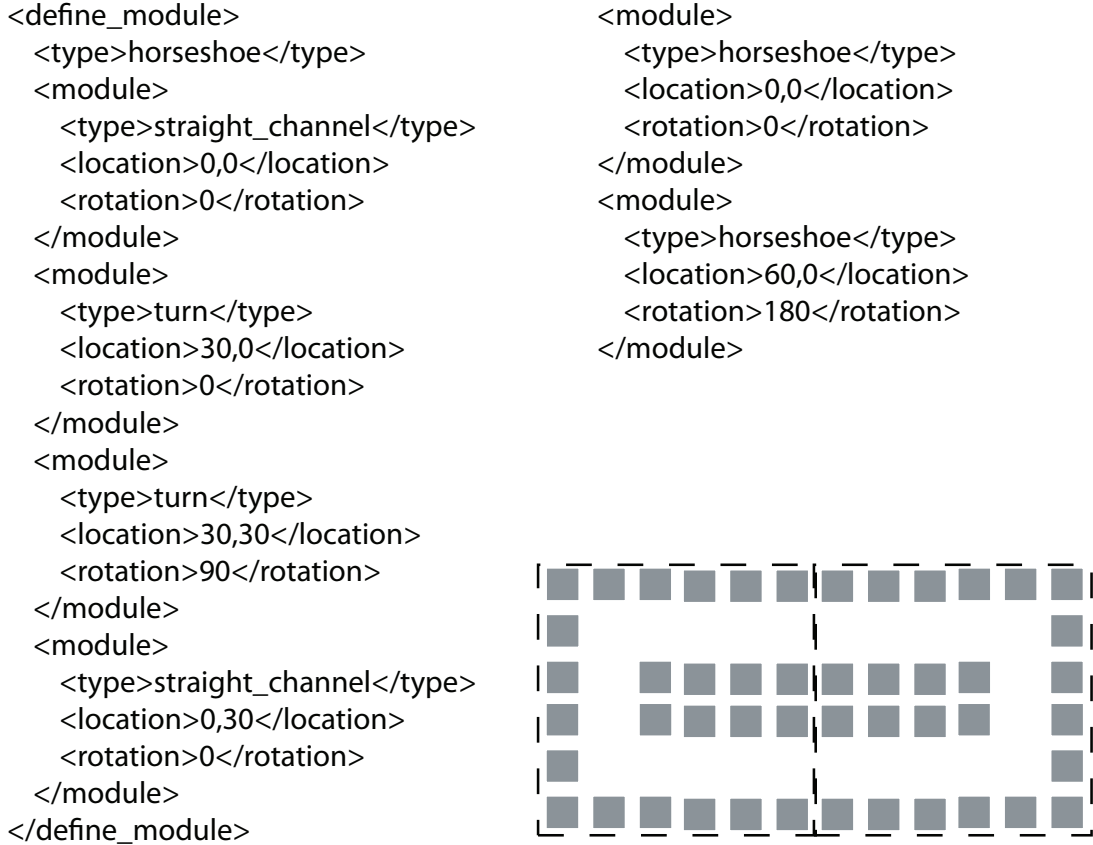 <define_module>
<type>horseshoe</type>
<module>
<type>straight_channel</type>
<location>0,0</location>
<rotation>0</rotation>
</module>
<module>
<type>turn</type>
<location>30,0</location>
<rotation>0</rotation>
</module>
<module>
<type>turn</type>
<location>30,30</location>
<rotation>90</rotation>
</module>
<module>
<type>straight_channel</type>
<location>0,30</location>
<rotation>0</rotation>
</module>
</define_module>
<module>
<type>horseshoe</type>
<location>0,0</location>
<rotation>0</rotation>
</module>
<module>
<type>horseshoe</type>
<location>60,0</location>
<rotation>180</rotation>
</module>